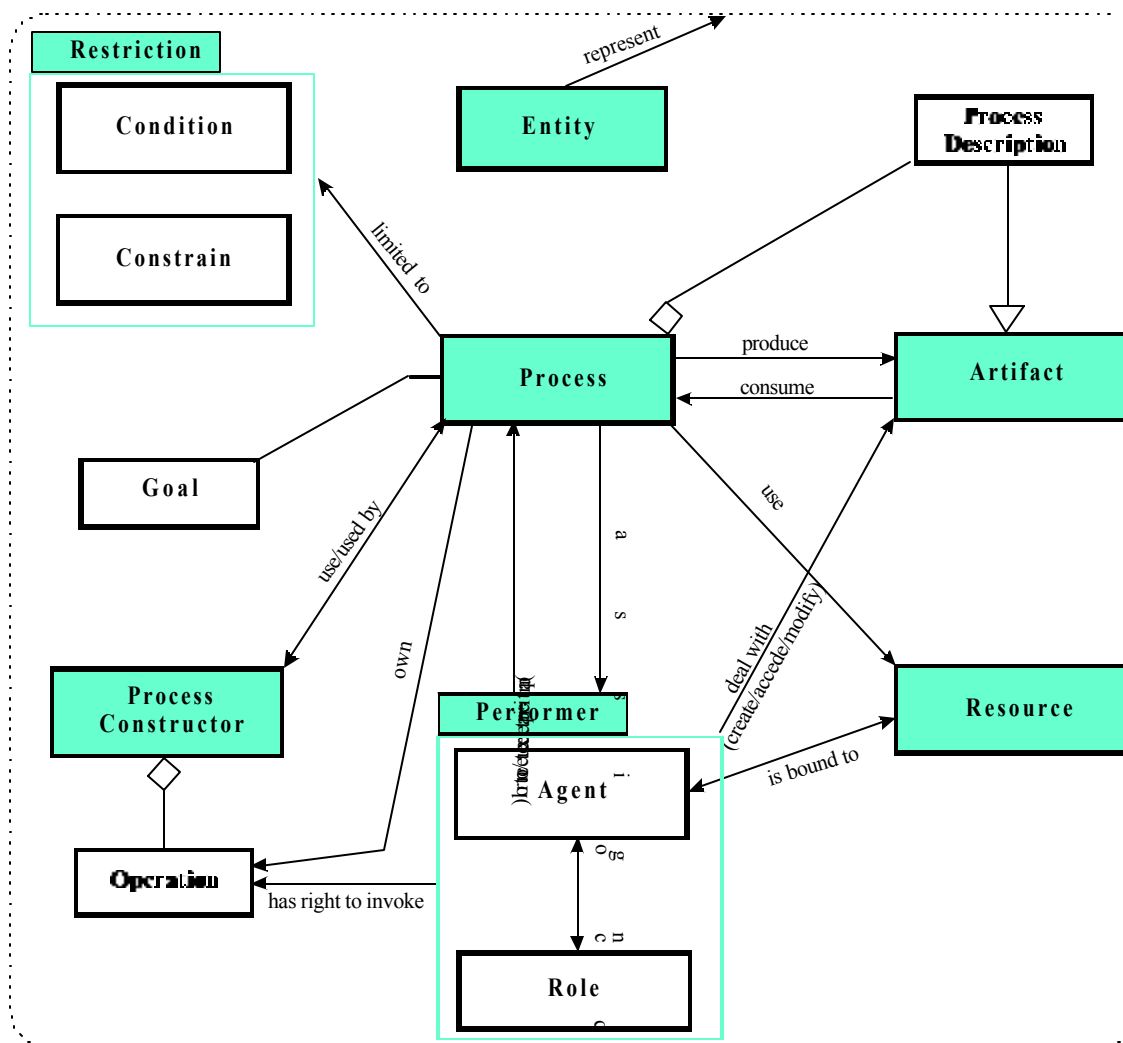 Restriction
represent
Condition
Entity
Process
Description
Constrain
limited to
produce
Process
Artifact
consume
Goal
use
use/used by
deal with
(create/accede/modify)
own
Process
Constructor
Performer
Resource
Agent
is bound to
Operation
has right to invoke
Role